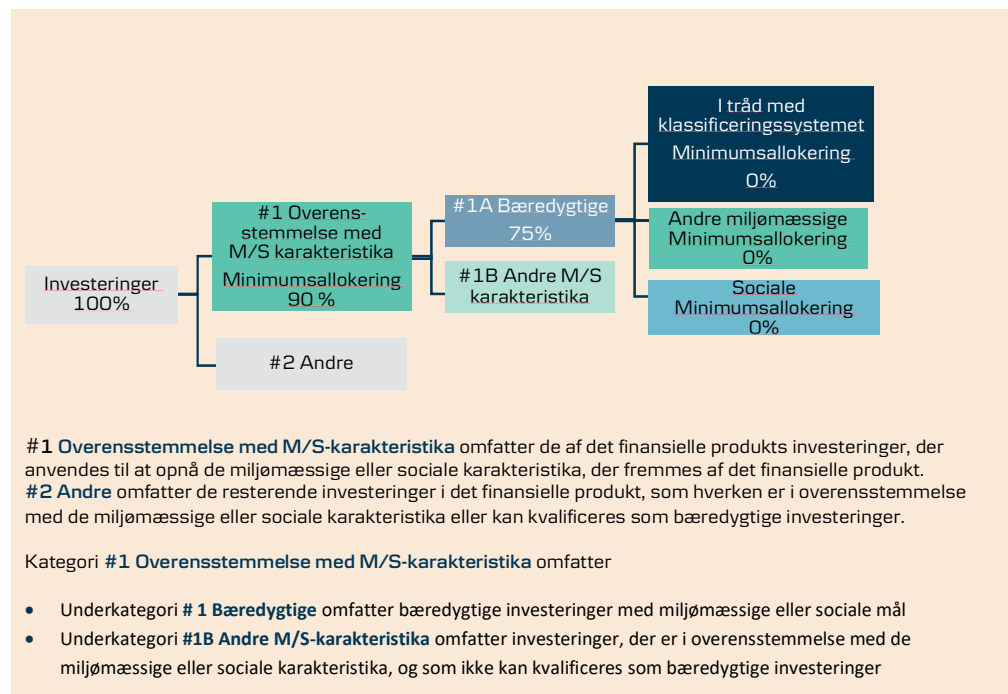 Investeringer
100%
#1 Overens-
stemmelse med
M/S karakteristika
Minimumsallokering
90 %
#2 Andre
#1A Bæredygtige
75%
#1B Andre M/S
karakteristika
I tråd med
klassificeringssystemet
Minimumsallokering
0%
Andre miljømæssige
Minimumsallokering
0%
Sociale
Minimumsallokering
0%
#1 Overensstemmelse med M/S-karakteristika omfatter de af det finansielle produkts investeringer, der
anvendes til at opnå de miljømæssige eller sociale karakteristika, der fremmes af det finansielle produkt.
#2 Andre omfatter de resterende investeringer i det finansielle produkt, som hverken er i overensstemmelse
med de miljømæssige eller sociale karakteristika eller kan kvalificeres som bæredygtige investeringer.
Kategori #1 Overensstemmelse med M/S-karakteristika omfatter
• Underkategori # 1 Bæredygtige omfatter bæredygtige investeringer med miljømæssige eller sociale mål
• Underkategori #1B Andre M/S-karakteristika omfatter investeringer, der er i overensstemmelse med de
miljømæssige eller sociale karakteristika, og som ikke kan kvalificeres som bæredygtige investeringer